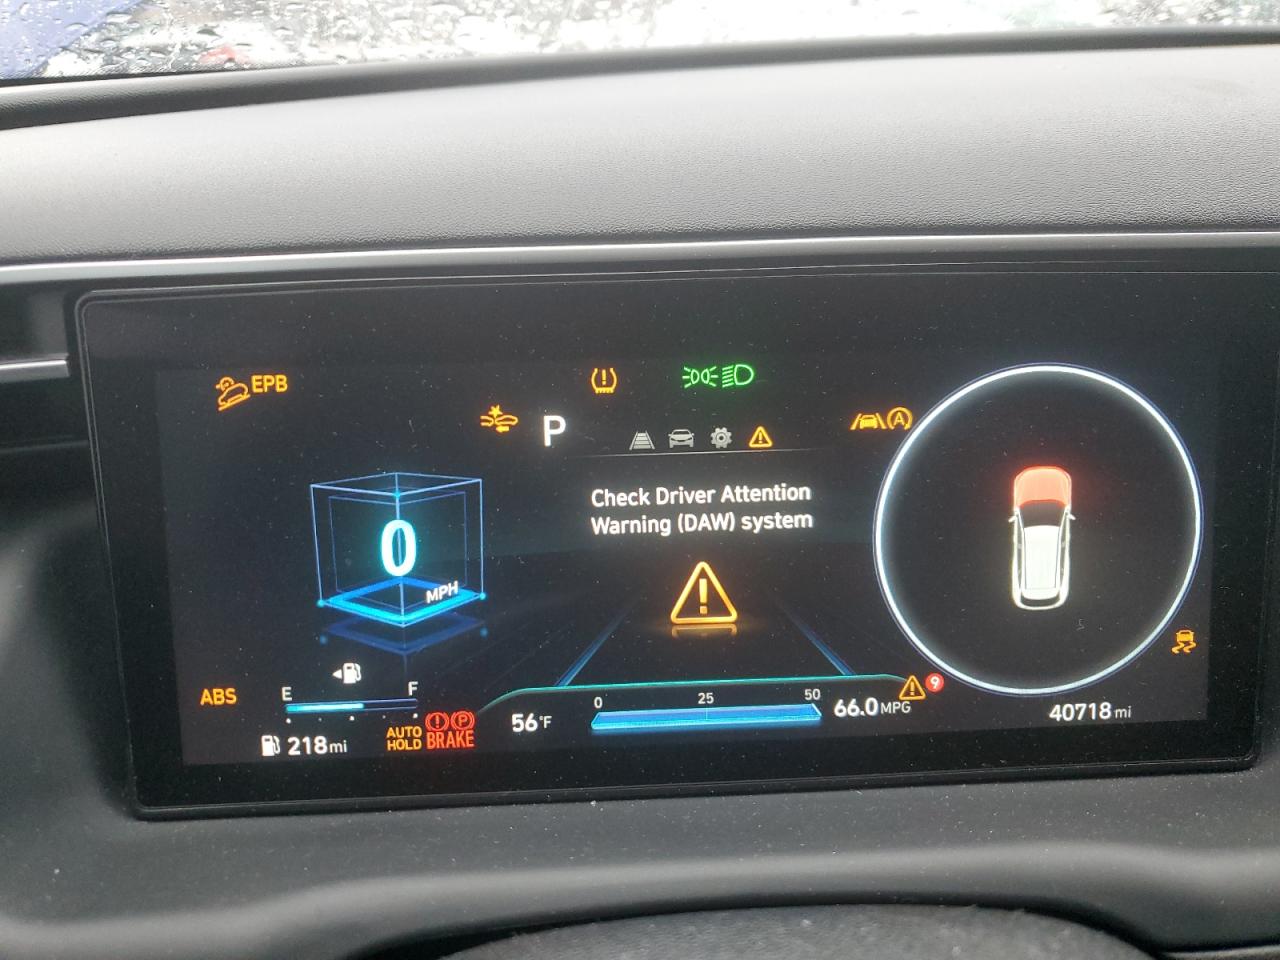 EPB
P
A
Check Driver Attention
Warning (DAW) system
0
MPH
ABS
E F
218mi
AUTO
HOLD
P
BRAKE
56°F
0 25 50
66.0MPG
9
40718mi